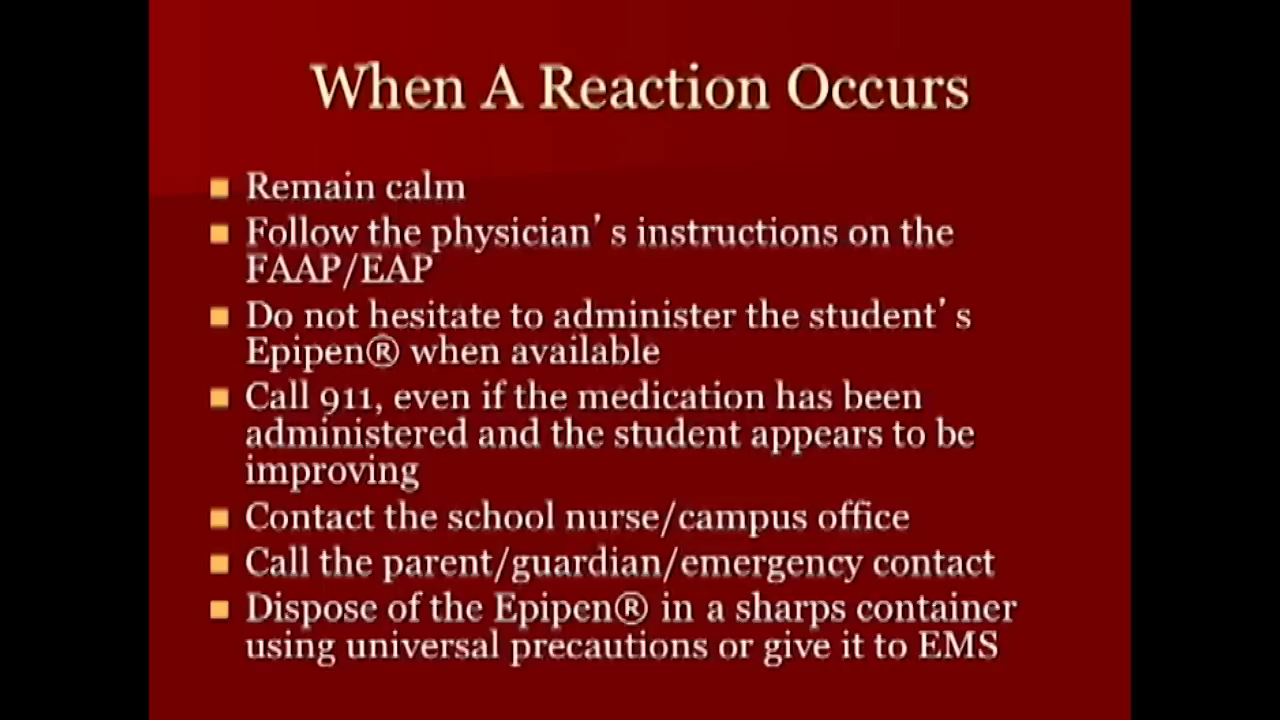 When A Reaction Occurs
Remain calm
Follow the physician’ s instructions on the
FAAP/EAP
Do not hesitate to administer the student’ s
Epipen® when available
Call 911, even if the medication has been
administered and the student appears to be
improving
Contact the school nurse/campus office
Call the parent/guardian/emergency contact
Dispose of the Epipen® in a sharps container
using universal precautions or give it to EMS